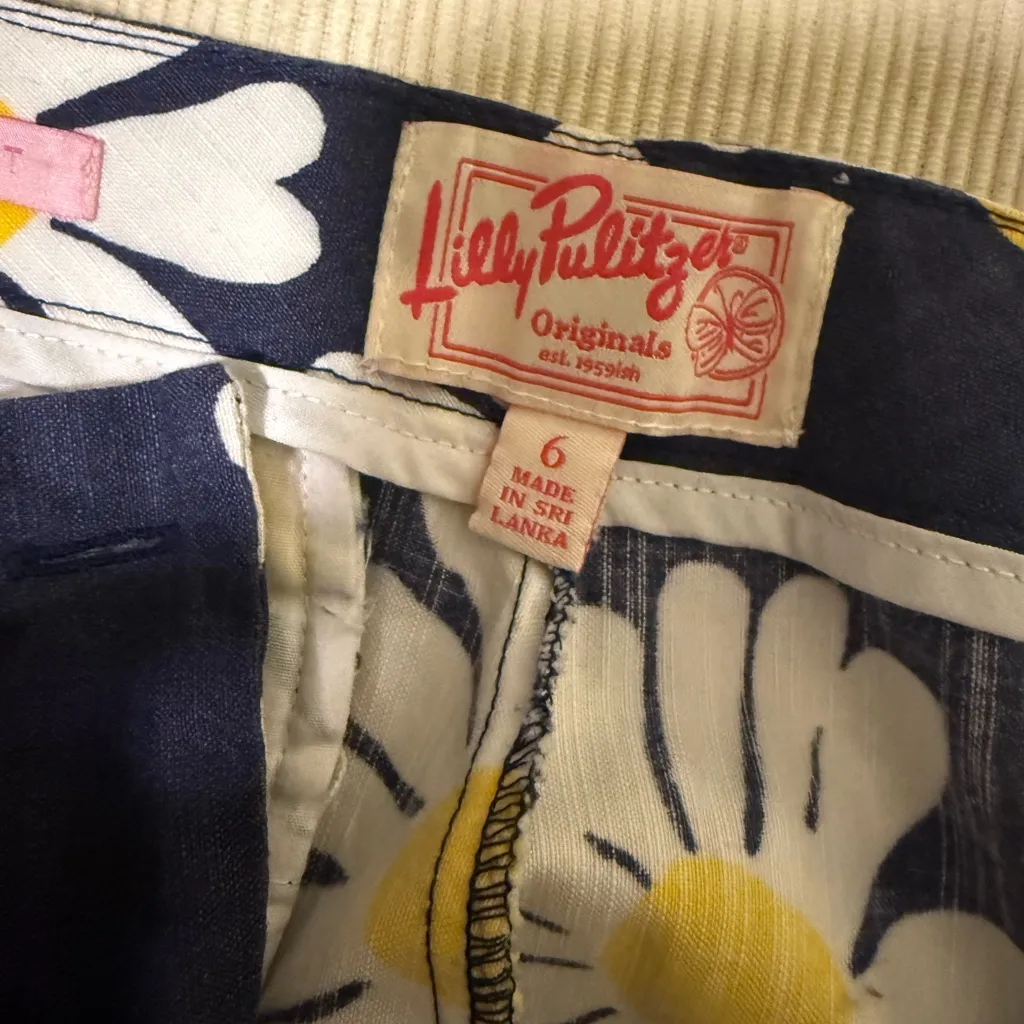 T
Lilly Pulitzer®
Originals
est. 1959ish
6
MADE
IN SRI
LANKA